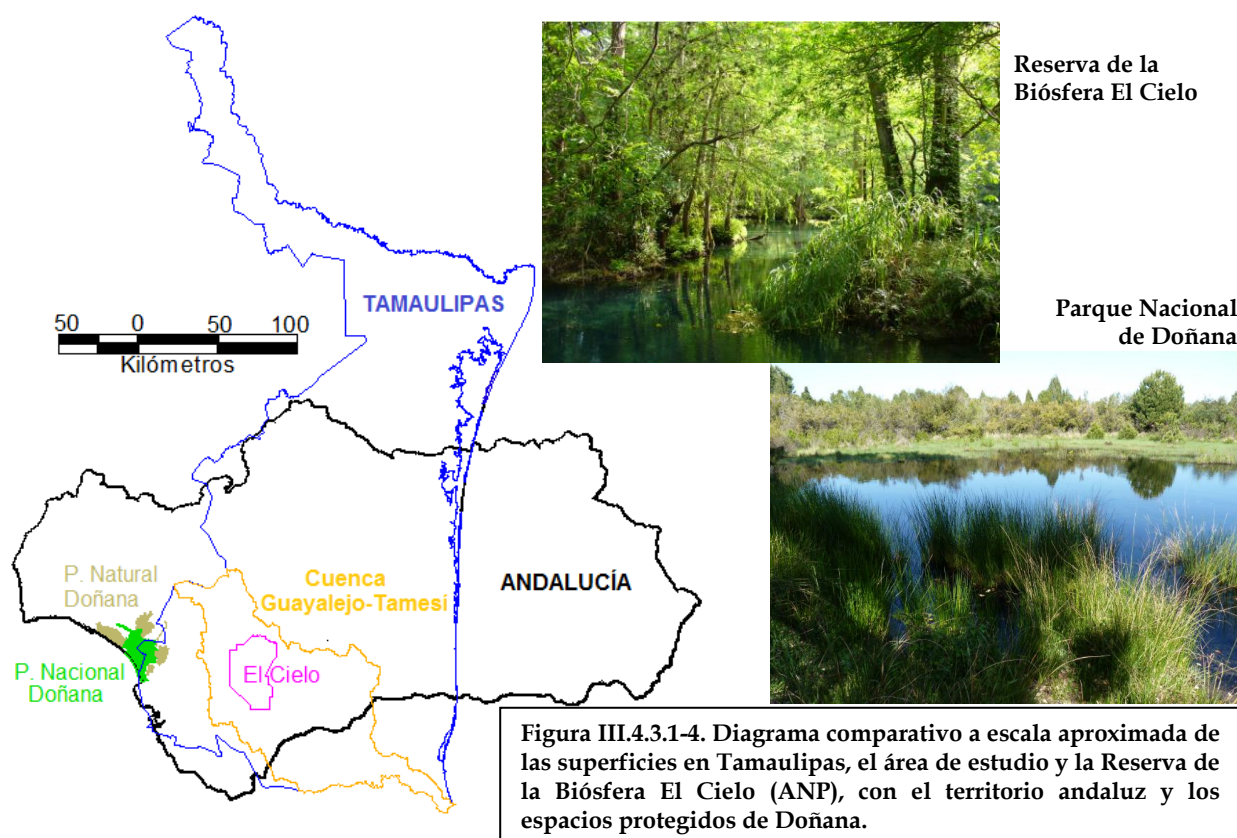 Reserva de la
Biósfera El Cielo
Parque Nacional
de Doñana
TAMAULIPAS
50 0 50 100
Kilómetros
P. Natural
Doñana
Cuenca
Guayalejo-Tamesí
ANDALUCÍA
P. Nacional
Doñana
El Cielo
Figura III.4.3.1-4. Diagrama comparativo a escala aproximada de
las superficies en Tamaulipas, el área de estudio y la Reserva de
la Biósfera El Cielo (ANP), con el territorio andaluz y los
espacios protegidos de Doñana.